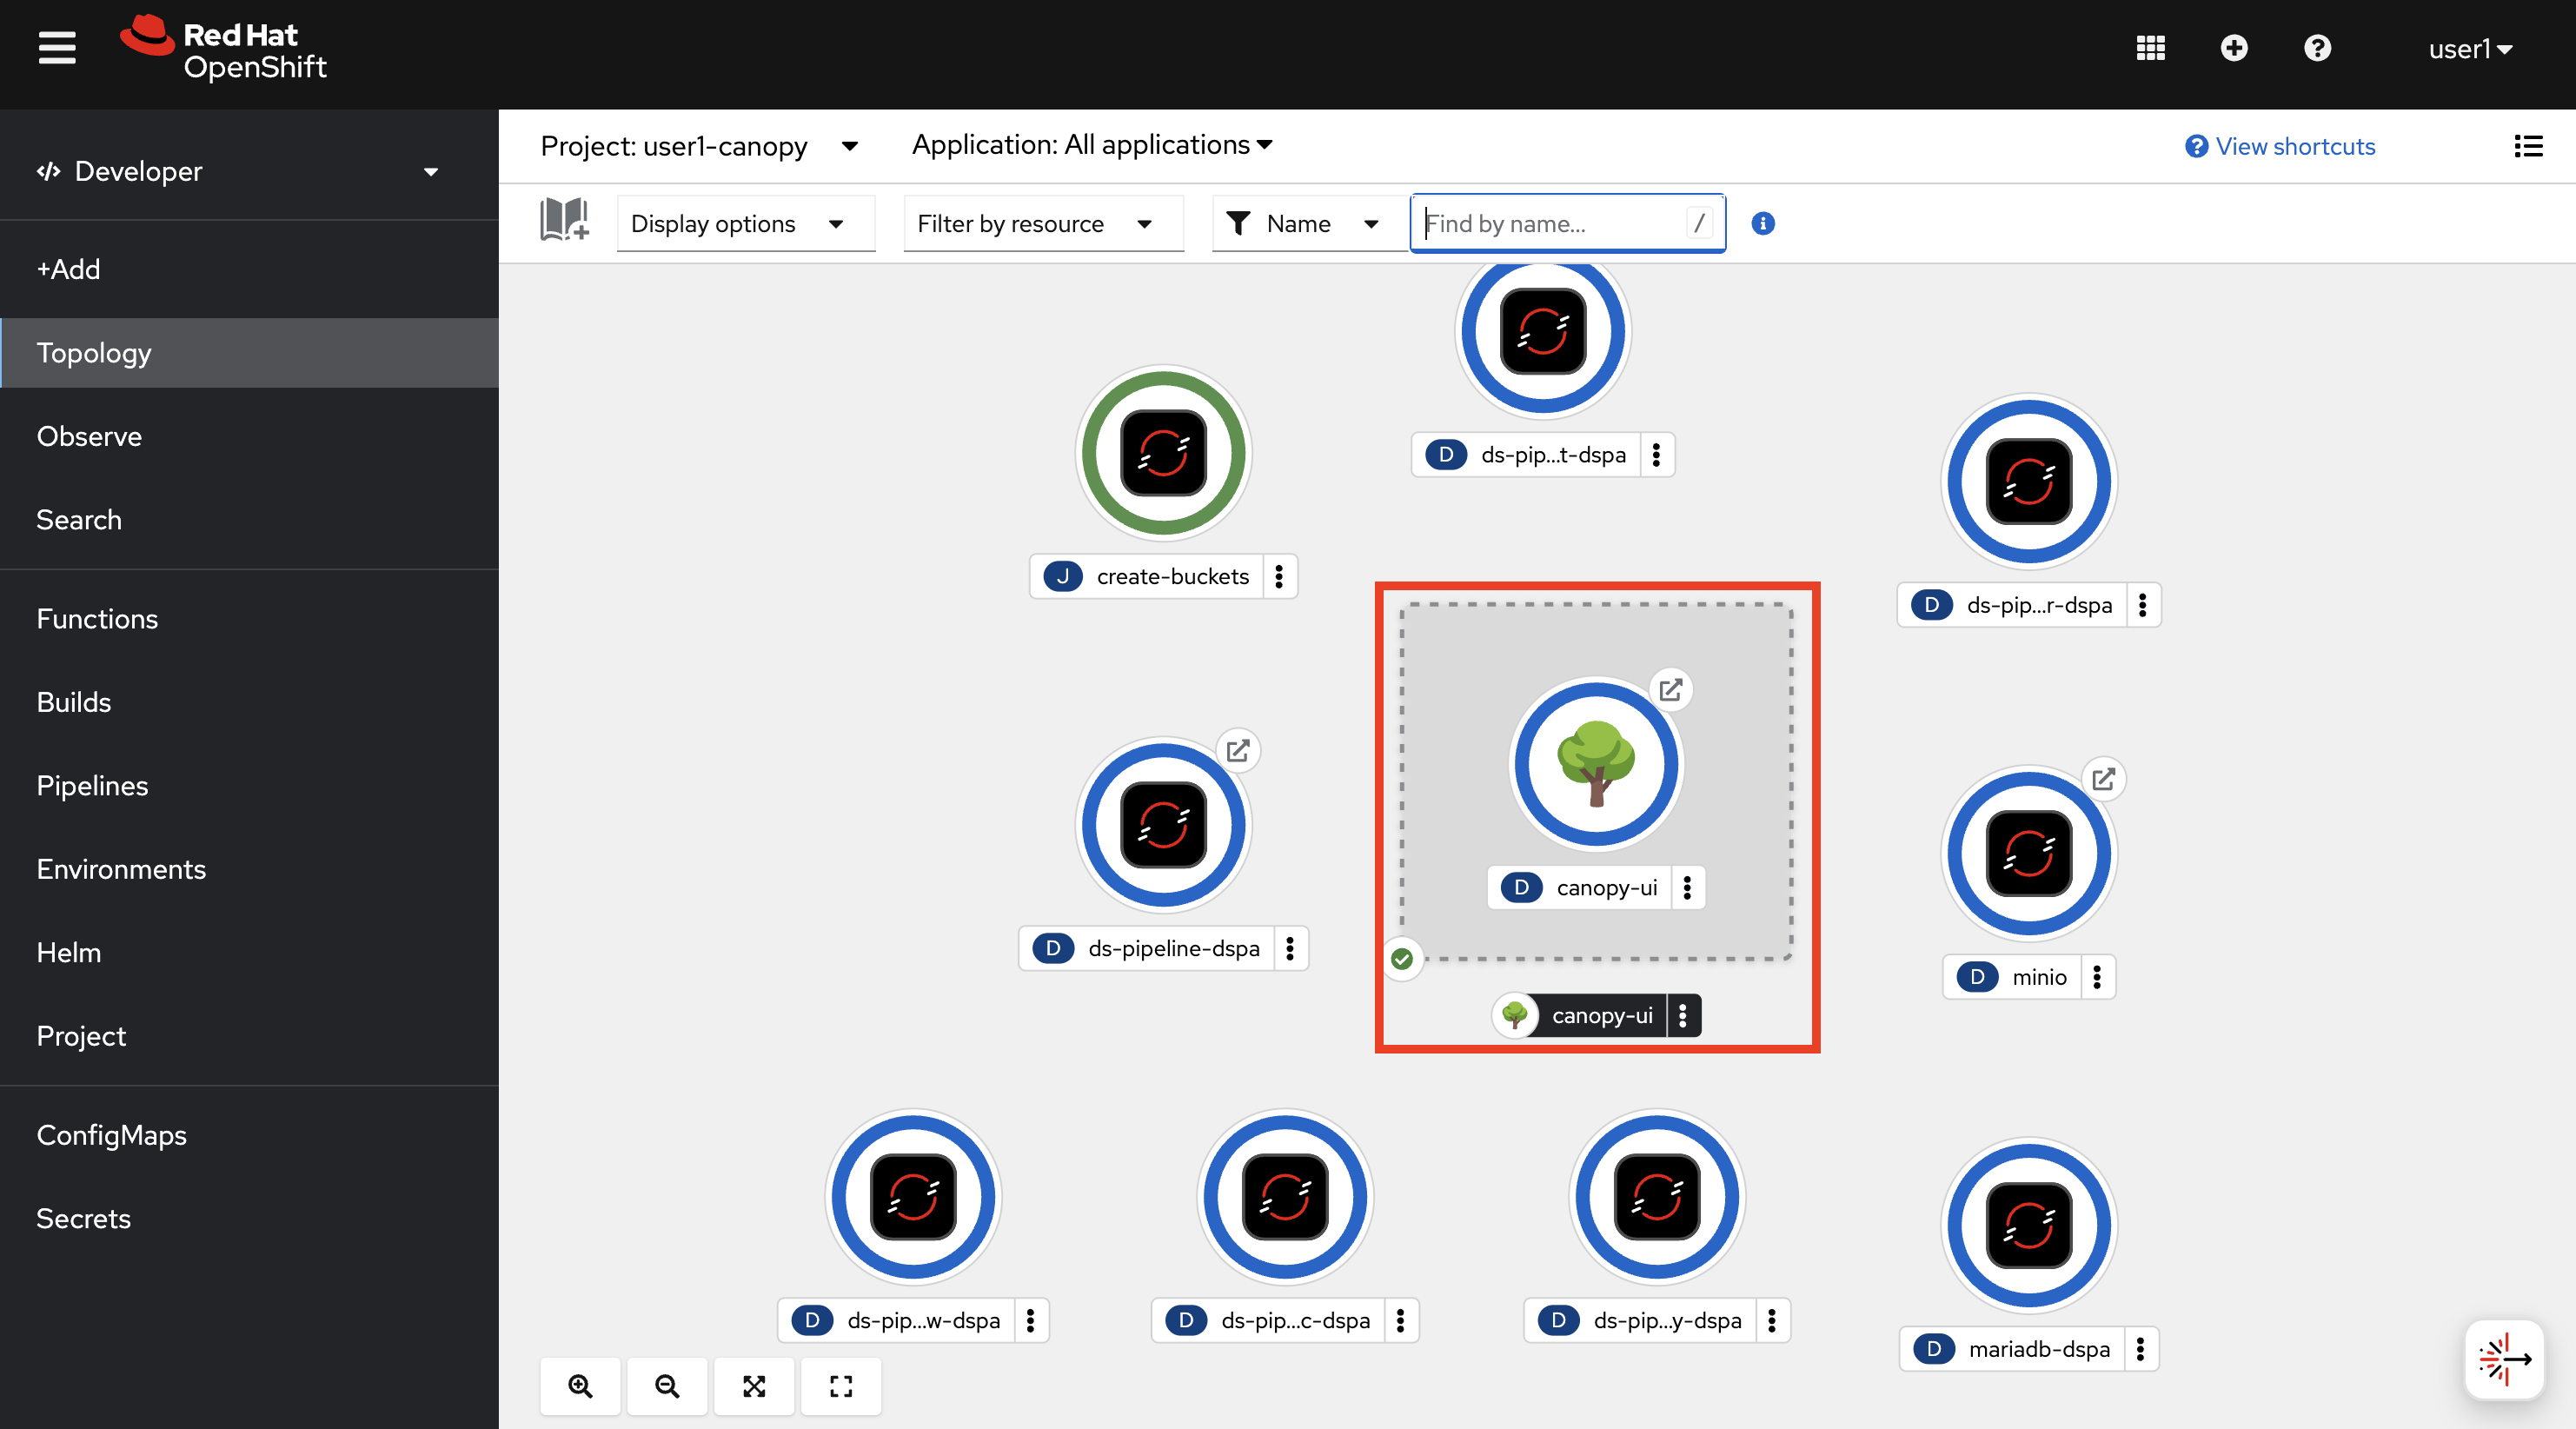 Red Hat
OpenShift
user1
Developer
Project: user1-canopy
Application: All applications
View shortcuts
Display options
Filter by resource
Name
Find by name...
/
+Add
Topology
Observe
Search
Functions
Builds
Pipelines
Environments
Helm
Project
ConfigMaps
Secrets
D ds-pip...t-dspa
J create-buckets
D ds-pip...r-dspa
D canopy-ui
D ds-pipeline-dspa
D minio
canopy-ui
D ds-pip...w-dspa
D ds-pip...c-dspa
D ds-pip...y-dspa
D mariadb-dspa